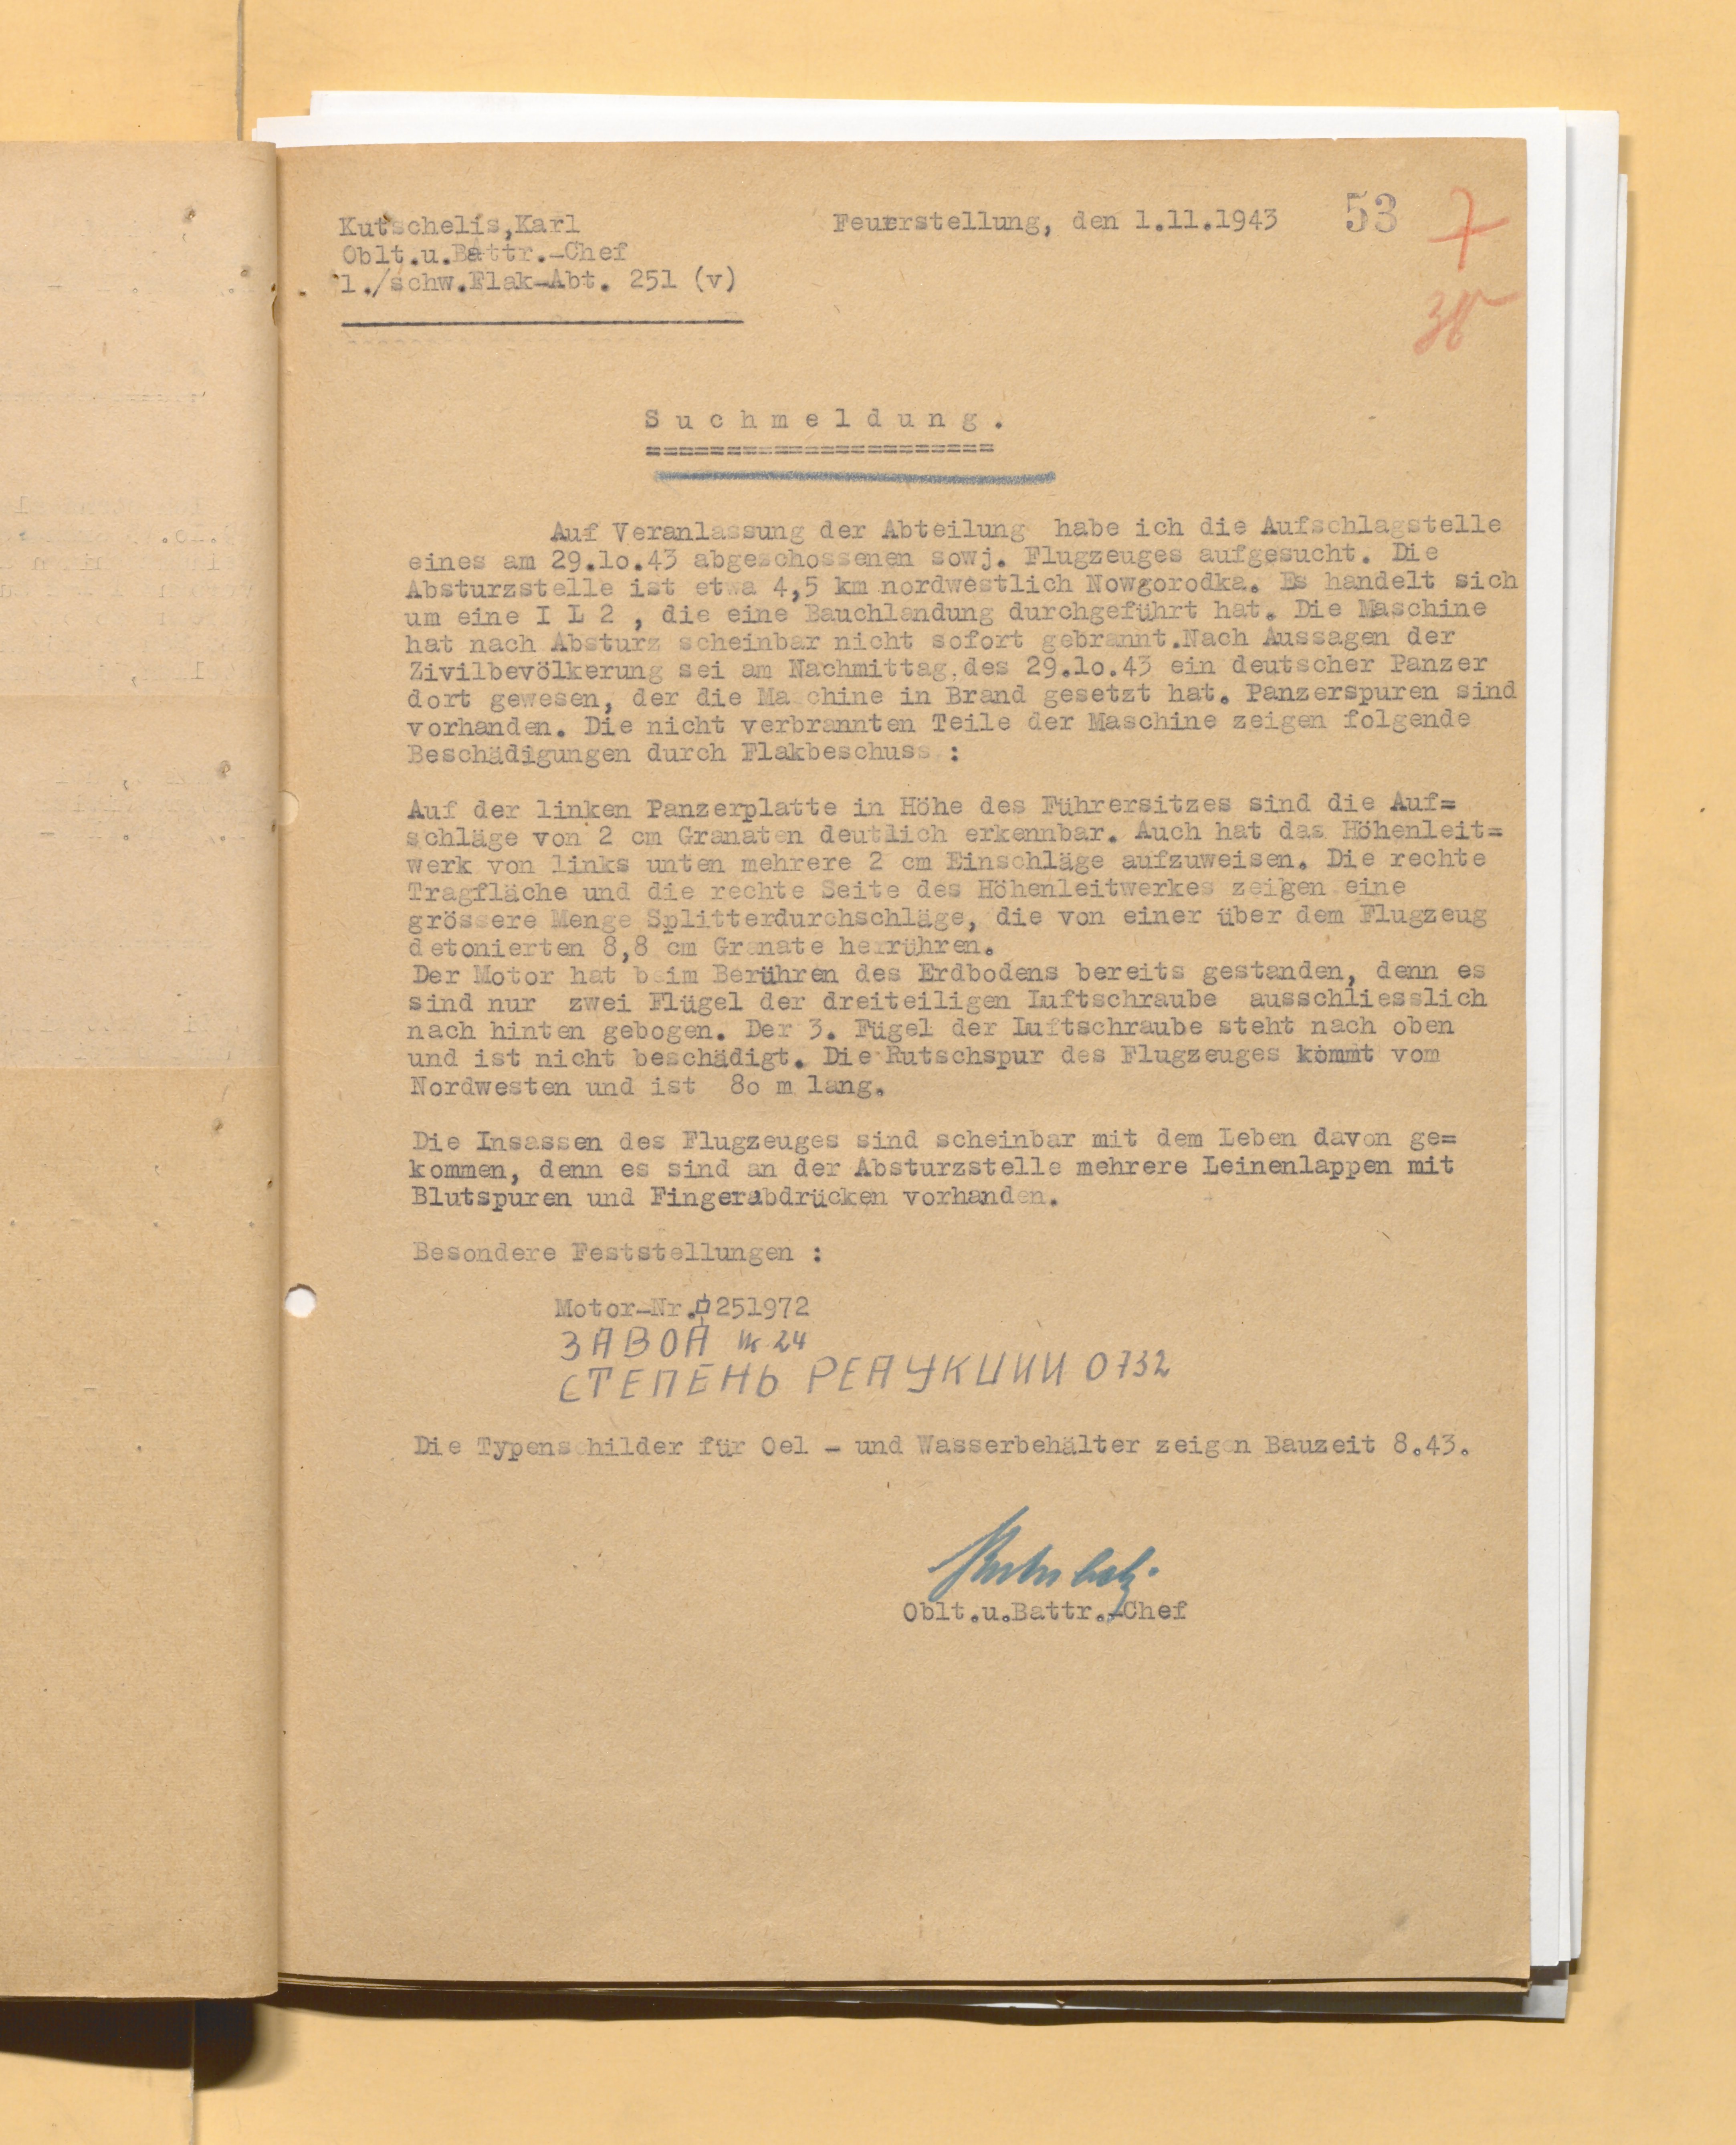 53
7
Kutschelis,Karl
Feuerstellung, den 1.11.1943
Oblt.u.Battr.-Chef
1./schw.Flak-Abt. 251 (v)
S u c h m e l d u n g .
=====================
Auf Veranlassung der Abteilung habe ich die Aufschlagstelle
eines am 29.1o.43 abgeschossenen sowj. Flugzeuges aufgesucht. Die
Absturzstelle ist etwa 4,5 km nordwestlich Nowgorodka. Es handelt sich
um eine I L 2 , die eine Bauchlandung durchgeführt hat. Die Maschine
hat nach Absturz scheinbar nicht sofort gebrannt.Nach Aussagen der
Zivilbevölkerung sei am Nachmittag des 29.1o.43 ein deutscher Panzer
dort gewesen, der die Maschine in Brand gesetzt hat. Panzerspuren sind
vorhanden. Die nicht verbrannten Teile der Maschine zeigen folgende
Beschädigungen durch Flakbeschuss :
Auf der linken Panzerplatte in Höhe des Führersitzes sind die Auf=
schläge von 2 cm Granaten deutlich erkennbar. Auch hat das Höhenleit=
werk von links unten mehrere 2 cm Einschläge aufzuweisen. Die rechte
Tragfläche und die rechte Seite des Höhenleitwerkes zeigen eine
grössere Menge Splitterdurchschläge, die von einer über dem Flugzeug
detonierten 8,8 cm Granate herrühren.
Der Motor hat beim Berühren des Erdbodens bereits gestanden, denn es
sind nur zwei Flügel der dreiteiligen Luftschraube ausschliesslich
nach hinten gebogen. Der 3. Fügel der Luftschraube steht nach oben
und ist nicht beschädigt. Die Rutschspur des Flugzeuges kommt vom
Nordwesten und ist 8o m lang.
Die Insassen des Flugzeuges sind scheinbar mit dem Leben davon ge=
kommen, denn es sind an der Absturzstelle mehrere Leinenlappen mit
Blutspuren und Fingerabdrücken vorhanden.
Besondere Feststellungen :
Motor-Nr. 251972
ЗАВОД № 24
СТЕПЕНЬ РЕДУКЦИИ 0732
Die Typenschilder für Oel - und Wasserbehälter zeigen Bauzeit 8.43.
Oblt.u.Battr.-Chef